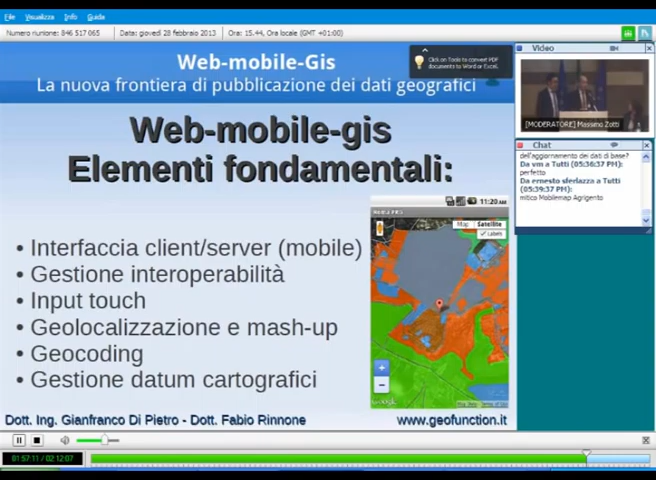 File Visualizza Info Guida
Numero riunione: 846 517 065 Data: giovedì 28 febbraio 2013 Ora: 15.44, Ora locale (GMT +01:00)
Web-mobile-Gis
La nuova frontiera di pubblicazione dei dati geografici
Click on Tools to convert PDF
documents to Word or Excel.
Web-mobile-gis
Elementi fondamentali:
• Interfaccia client/server (mobile)
• Gestione interoperabilità
• Input touch
• Geolocalizzazione e mash-up
• Geocoding
• Gestione datum cartografici
11:20 AM
Map Satellite
Labels
Google
Dott. Ing. Gianfranco Di Pietro - Dott. Fabio Rinnone www.geofunction.it
Video
[MODERATORE] Massimo Zotti
Chat
dell'aggiornamento dei dati di base?
Da vm a Tutti (05:36:37 PM):
perfetto
Da ernesto sferlazza a Tutti
(05:39:37 PM):
mitico Mobilemap Agrigento
01:57:11 / 02:12:07